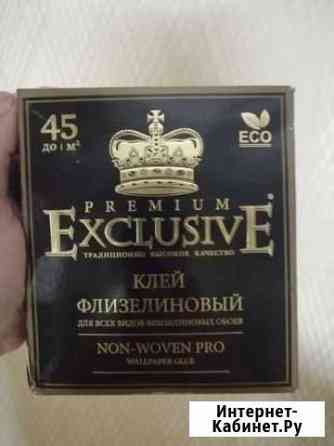 45
до м²
ECO
PREMIUM
EXCLUSIVE
ТРАДИЦИОННО ВЫСОКОЕ КАЧЕСТВО
КЛЕЙ
ФЛИЗЕЛИНОВЫЙ
ДЛЯ ВСЕХ ВИДОВ ФЛИЗЕЛИНОВЫХ ОБОЕВ
NON-WOVEN PRO
WALLPAPER GLUE
Интернет-
Кабинет.Ру